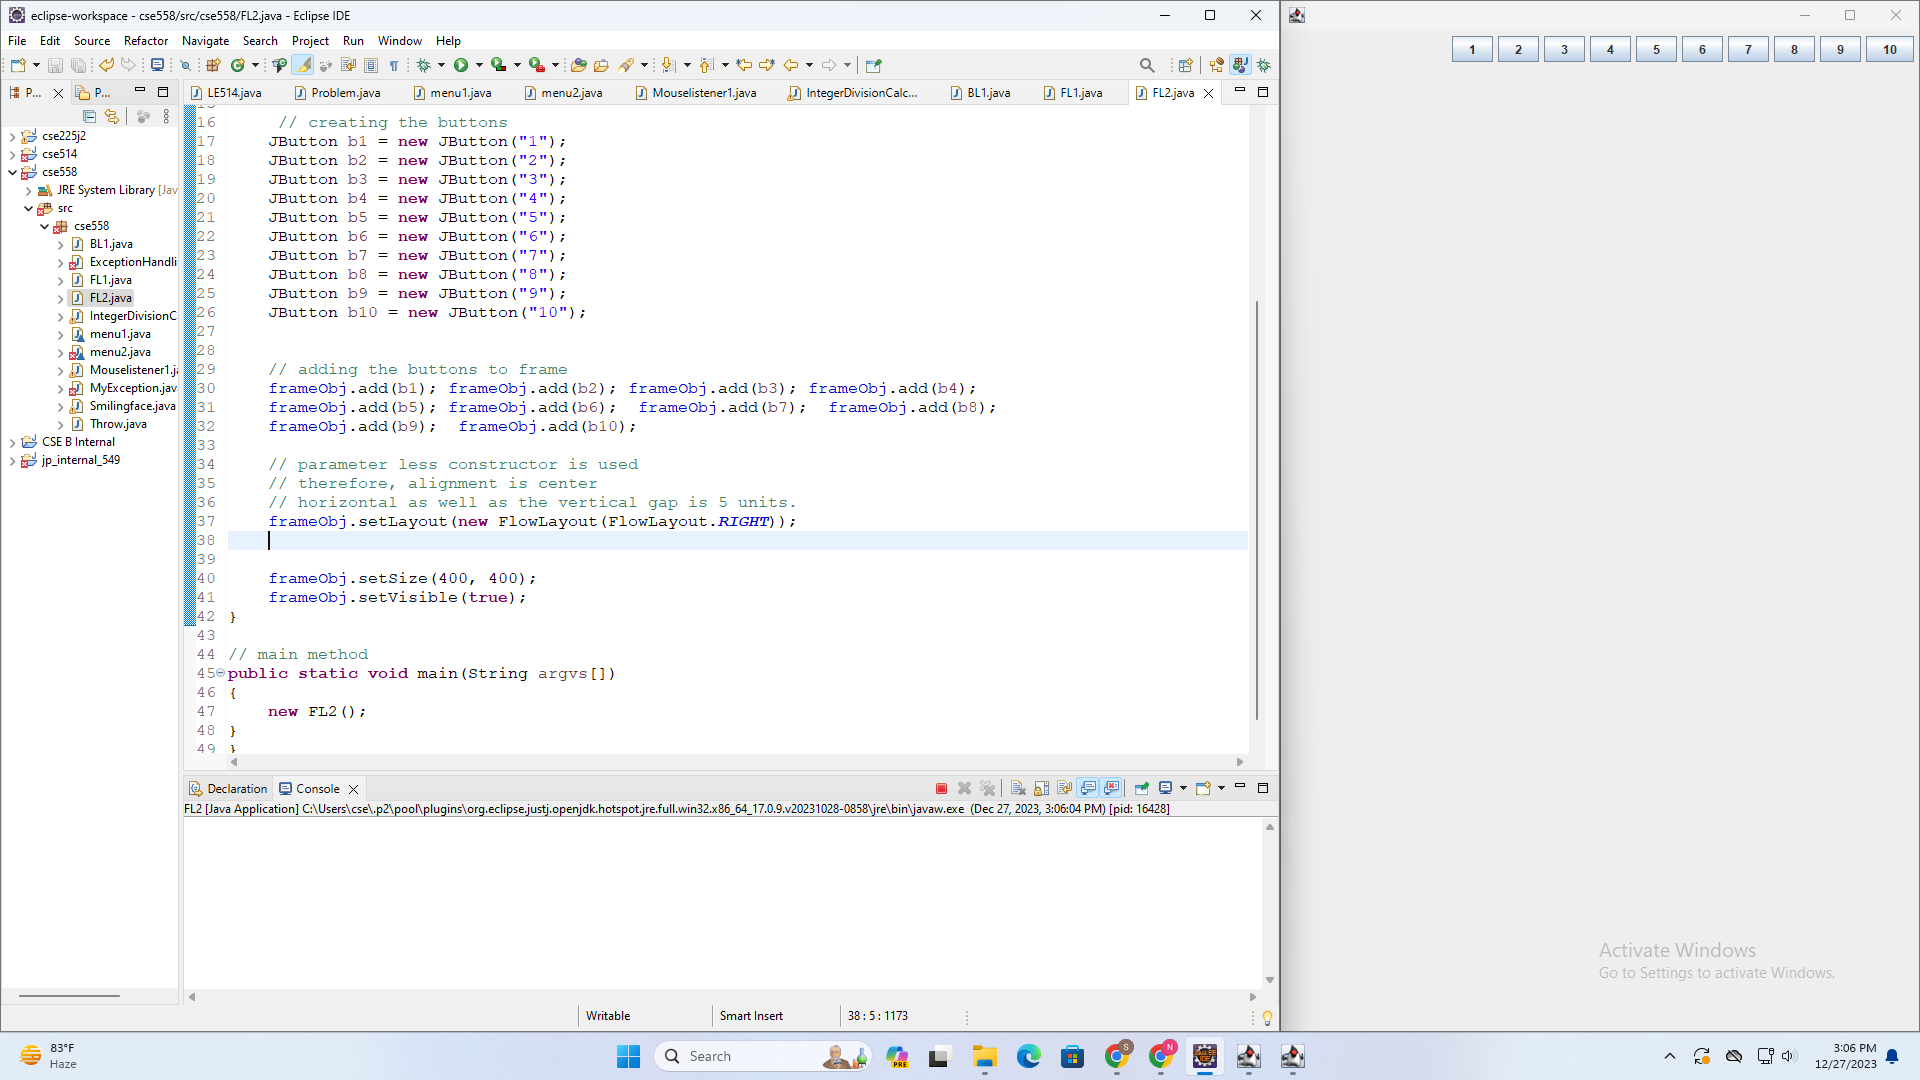 eclipse-workspace - cse558/src/cse558/FL2.java - Eclipse IDE
File Edit Source Refactor Navigate Search Project Run Window Help
P... P...
LE514.java Problem.java menu1.java menu2.java Mouselistener1.java IntegerDivisionCalc... BL1.java FL1.java FL2.java
cse225j2
cse514
cse558
JRE System Library [Jav
src
cse558
BL1.java
ExceptionHandli
FL1.java
FL2.java
IntegerDivisionC
menu1.java
menu2.java
Mouselistener1.ja
MyException.java
Smilingface.java
Throw.java
CSE B Internal
jp_internal_549
16 // creating the buttons
17 JButton b1 = new JButton("1");
18 JButton b2 = new JButton("2");
19 JButton b3 = new JButton("3");
20 JButton b4 = new JButton("4");
21 JButton b5 = new JButton("5");
22 JButton b6 = new JButton("6");
23 JButton b7 = new JButton("7");
24 JButton b8 = new JButton("8");
25 JButton b9 = new JButton("9");
26 JButton b10 = new JButton("10");
27
28
29 // adding the buttons to frame
30 frameObj.add(b1); frameObj.add(b2); frameObj.add(b3); frameObj.add(b4);
31 frameObj.add(b5); frameObj.add(b6); frameObj.add(b7); frameObj.add(b8);
32 frameObj.add(b9); frameObj.add(b10);
33
34 // parameter less constructor is used
35 // therefore, alignment is center
36 // horizontal as well as the vertical gap is 5 units.
37 frameObj.setLayout(new FlowLayout(FlowLayout.RIGHT));
38
39
40 frameObj.setSize(400, 400);
41 frameObj.setVisible(true);
42 }
43
44 // main method
45 public static void main(String argvs[])
46 {
47 new FL2();
48 }
49 }
Declaration Console
FL2 [Java Application] C:\Users\cse\.p2\pool\plugins\org.eclipse.justj.openjdk.hotspot.jre.full.win32.x86_64_17.0.9.v20231028-0858\jre\bin\javaw.exe (Dec 27, 2023, 3:06:04 PM) [pid: 16428]
Writable Smart Insert 38 : 5 : 1173
1 2 3 4 5 6 7 8 9 10
Activate Windows
Go to Settings to activate Windows.
83°F
Haze
Search
PRE
S
N
3:06 PM
12/27/2023